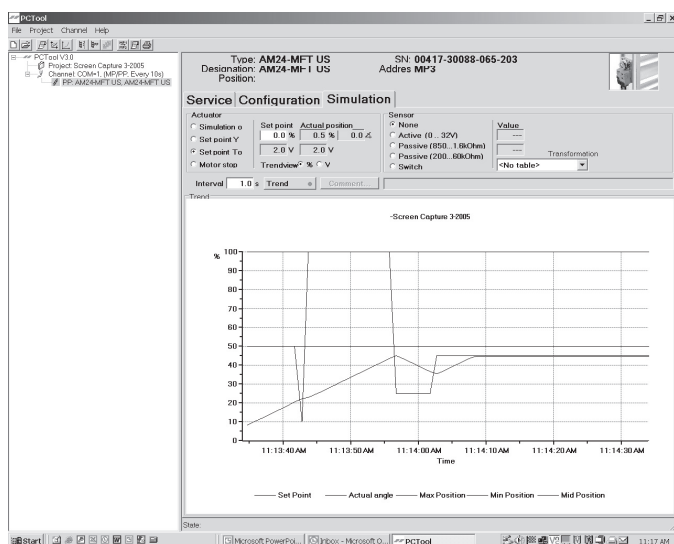 PCTool
File Project Channel Help
PCTool V3.0
Project: Screen Capture 3-2005
Channel: COM=1, (MP/PP, Every 10s)
PP: AM24-MFT US, AM24-MFT US
Type: AM24-MFT US SN: 00417-30088-065-203
Designation: AM24-MFT US Addres MP3
Position:
Service Configuration Simulation
Actuator
Simulation o
Set point Y
Set point To
Motor stop
Set point Actual position
0.0 % 0.5 % 0.0
2.0 V 2.0 V
Trendview % V
Sensor
None
Active (0 ... 32V)
Passive (850...1.6kOhm)
Passive (200...60kOhm)
Switch
Value
---
---
Transformation
<No table>
Interval 1.0 s Trend Comment...
Trend
-Screen Capture 3-2005
%
100
90
80
70
60
50
40
30
20
10
0
11:13:40 AM 11:13:50 AM 11:14:00 AM 11:14:10 AM 11:14:20 AM 11:14:30 AM
Time
Set Point Actual angle Max Position Min Position Mid Position
State:
Start Microsoft PowerPoi... Inbox - Microsoft O... PCTool 11:17 AM